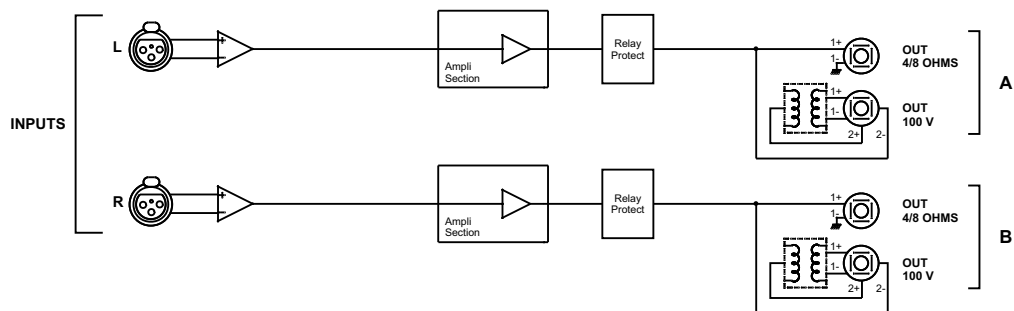 INPUTS
L
+
−
Ampli
Section
Relay
Protect
1+
1-
OUT
4/8 OHMS
1+
1-
2+
2-
OUT
100 V
A
R
+
−
Ampli
Section
Relay
Protect
1+
1-
OUT
4/8 OHMS
1+
1-
2+
2-
OUT
100 V
B